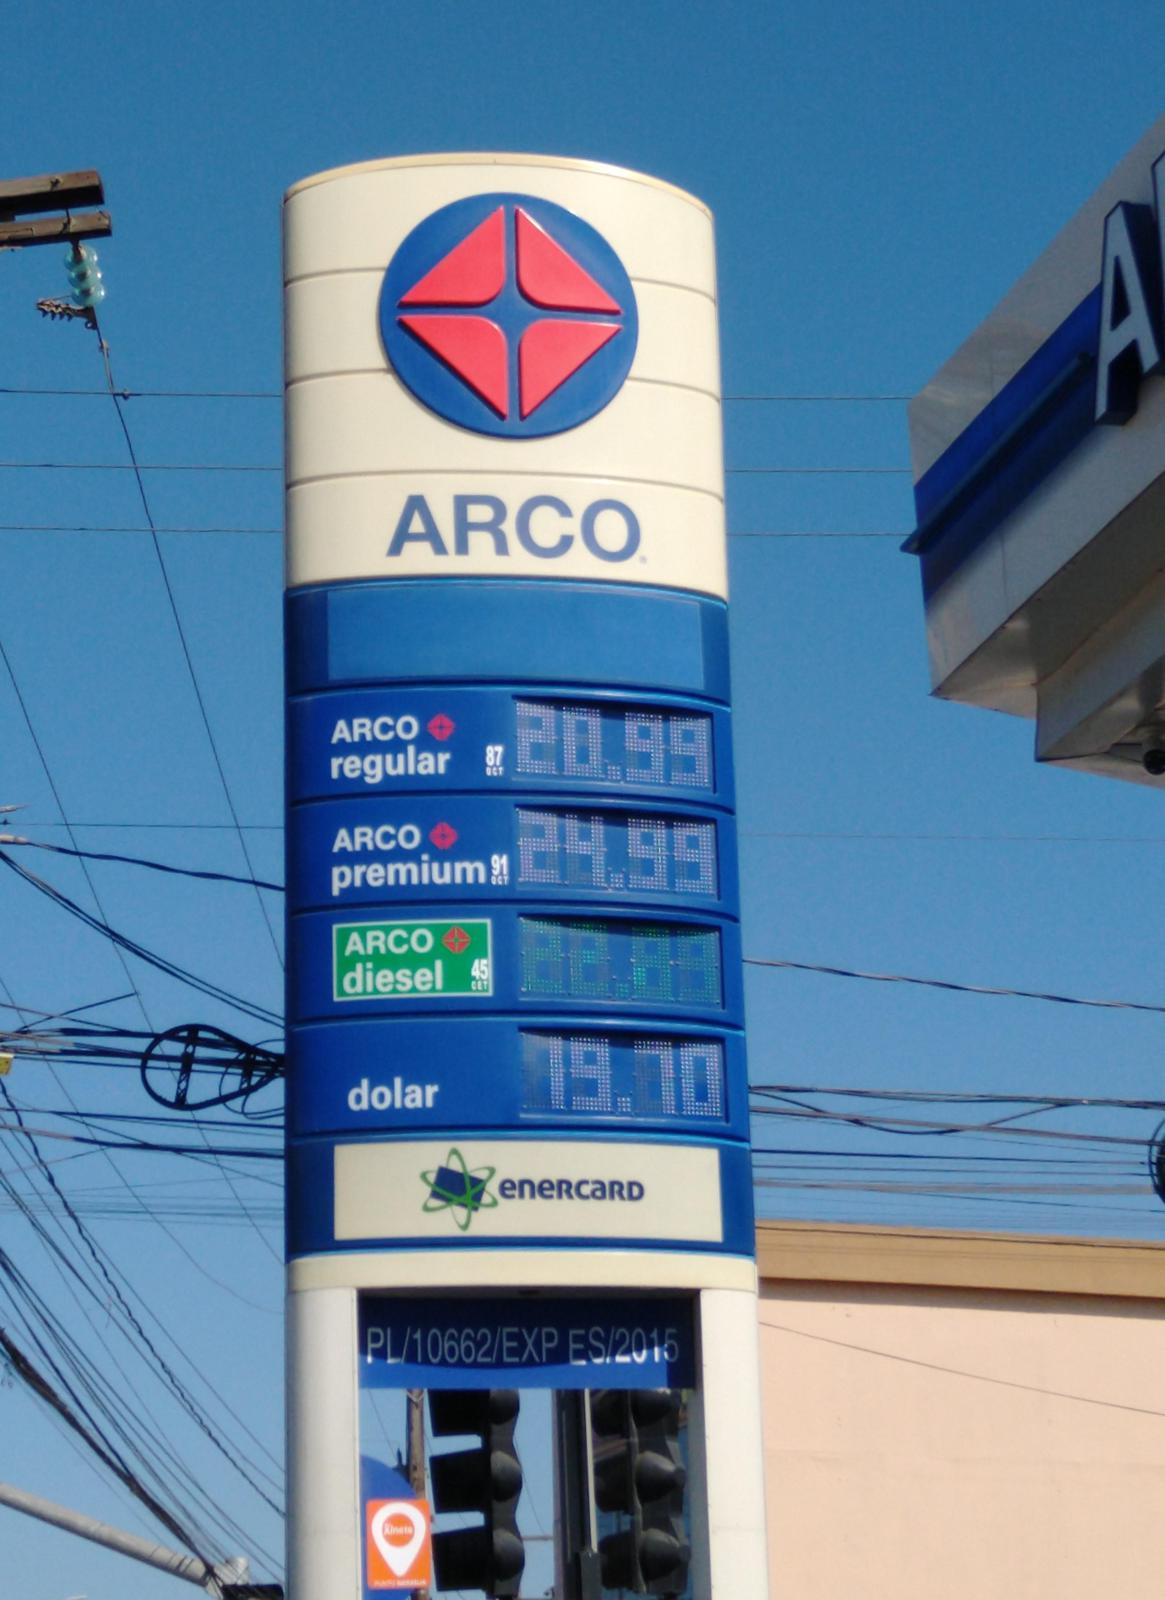 ARCO
A
ARCO
regular
87
OCT
20.99
ARCO
premium
91
OCT
24.99
ARCO
diesel
45
CET
dolar
19.70
enercard
PL/10662/EXP ES/2015
Xinete